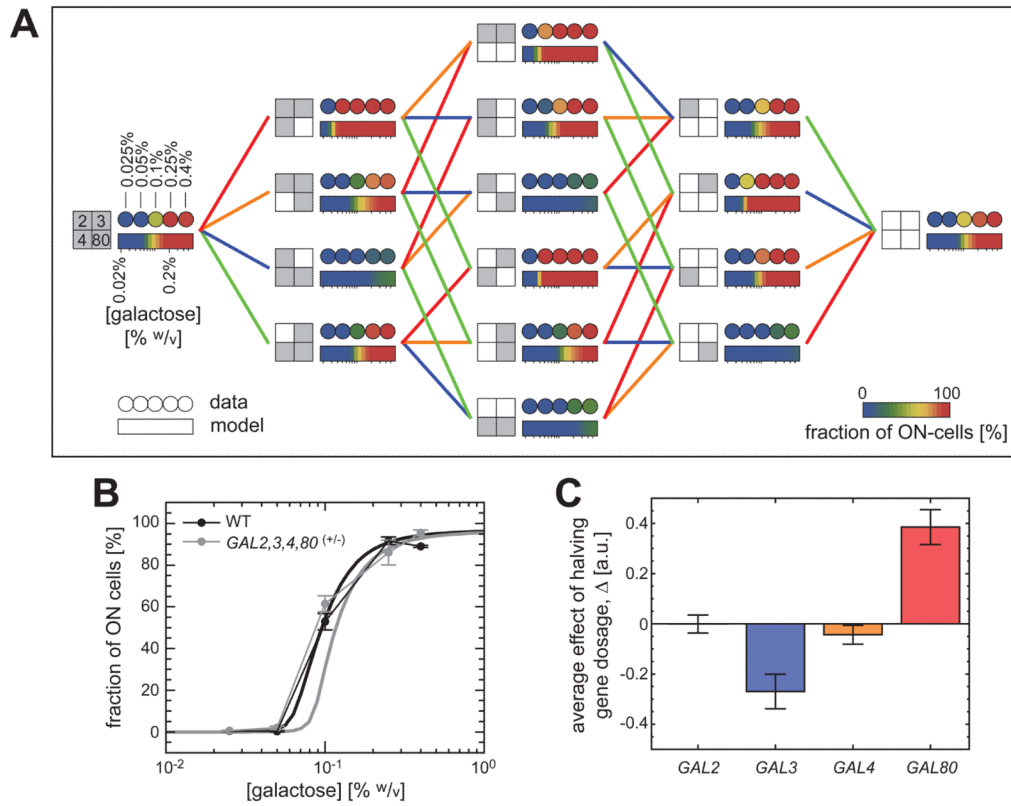 A
0.025%
0.05%
0.1%
0.25%
0.4%
2 3
4 80
0.02%
0.2%
[galactose]
[% w/v]
data
model
0 100
fraction of ON-cells [%]
B
WT
GAL2,3,4,80 (+/-)
fraction of ON cells [%]
100
80
60
40
20
0
10-2 10-1 100
[galactose] [% w/v]
C
average effect of halving
gene dosage, Δ [a.u.]
0.4
0.2
0
-0.2
-0.4
GAL2 GAL3 GAL4 GAL80